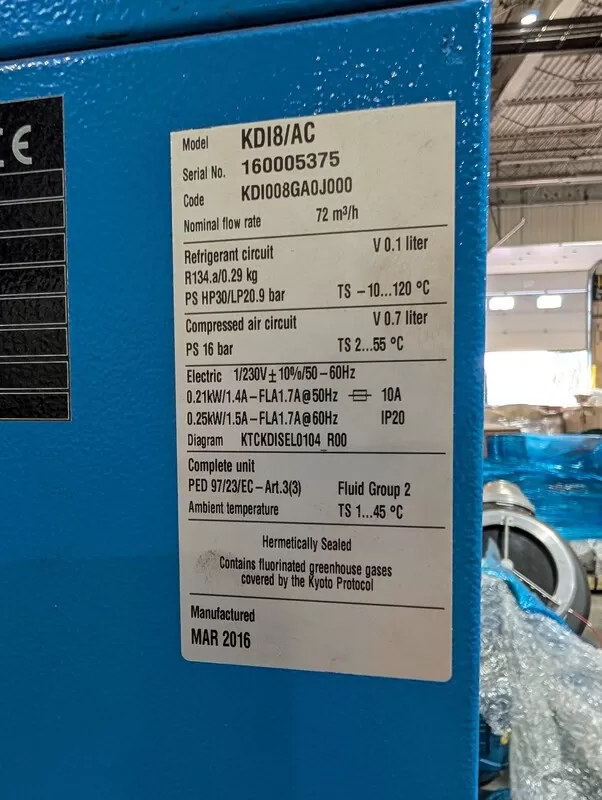 CE
Model KDI8/AC
Serial No. 160005375
Code KDI008GA0J000
Nominal flow rate 72 m³/h
Refrigerant circuit V 0.1 liter
R134.a/0.29 kg
PS HP30/LP20.9 bar TS −10...120 °C
Compressed air circuit V 0.7 liter
PS 16 bar TS 2...55 °C
Electric 1/230V±10%/50−60Hz
0.21kW/1.4A−FLA1.7A@50Hz 10A
0.25kW/1.5A−FLA1.7A@60Hz IP20
Diagram KTCKDISEL0104_R00
Complete unit
PED 97/23/EC−Art.3(3) Fluid Group 2
Ambient temperature TS 1...45 °C
Hermetically Sealed
Contains fluorinated greenhouse gases
covered by the Kyoto Protocol
Manufactured
MAR 2016